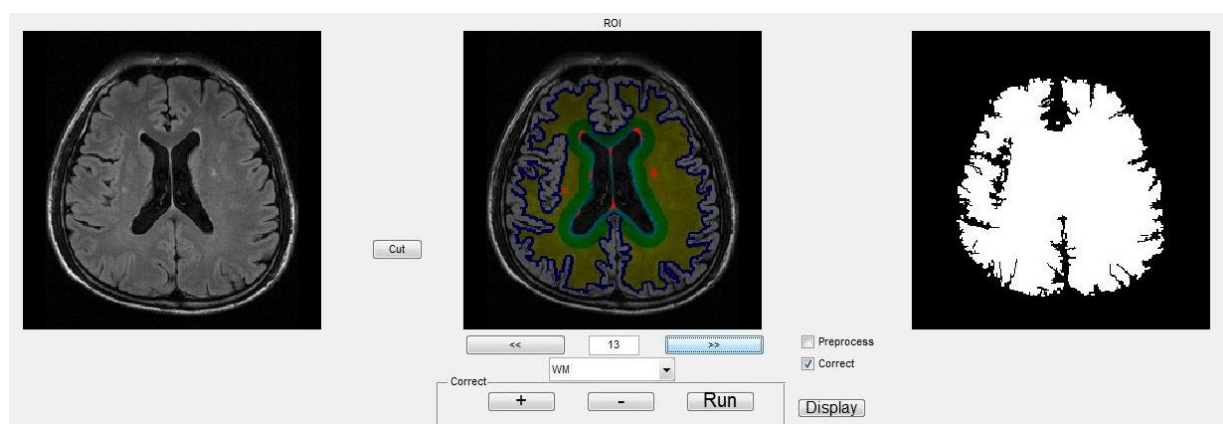 ROI
Cut
<<
13
>>
Preprocess
WM
Correct
Correct
+
-
Run
Display